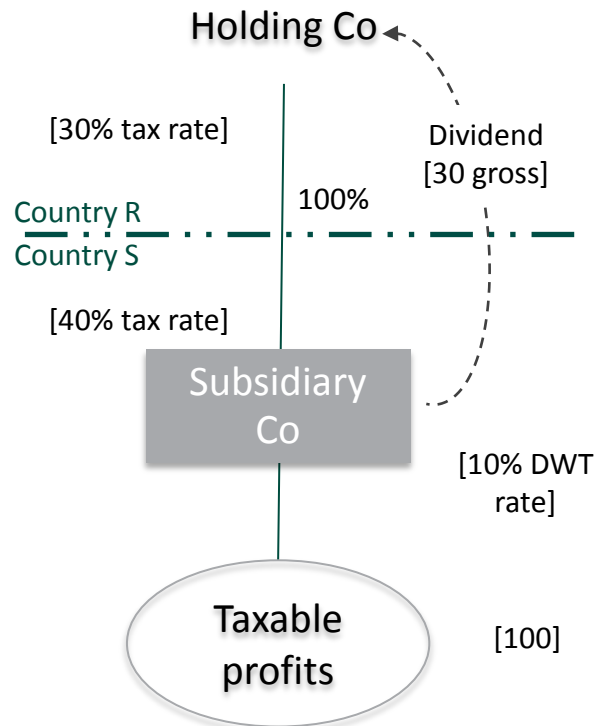 Holding Co
[30% tax rate]
Dividend
[30 gross]
100%
Country R
Country S
[40% tax rate]
Subsidiary
Co
[10% DWT
rate]
Taxable
profits
[100]